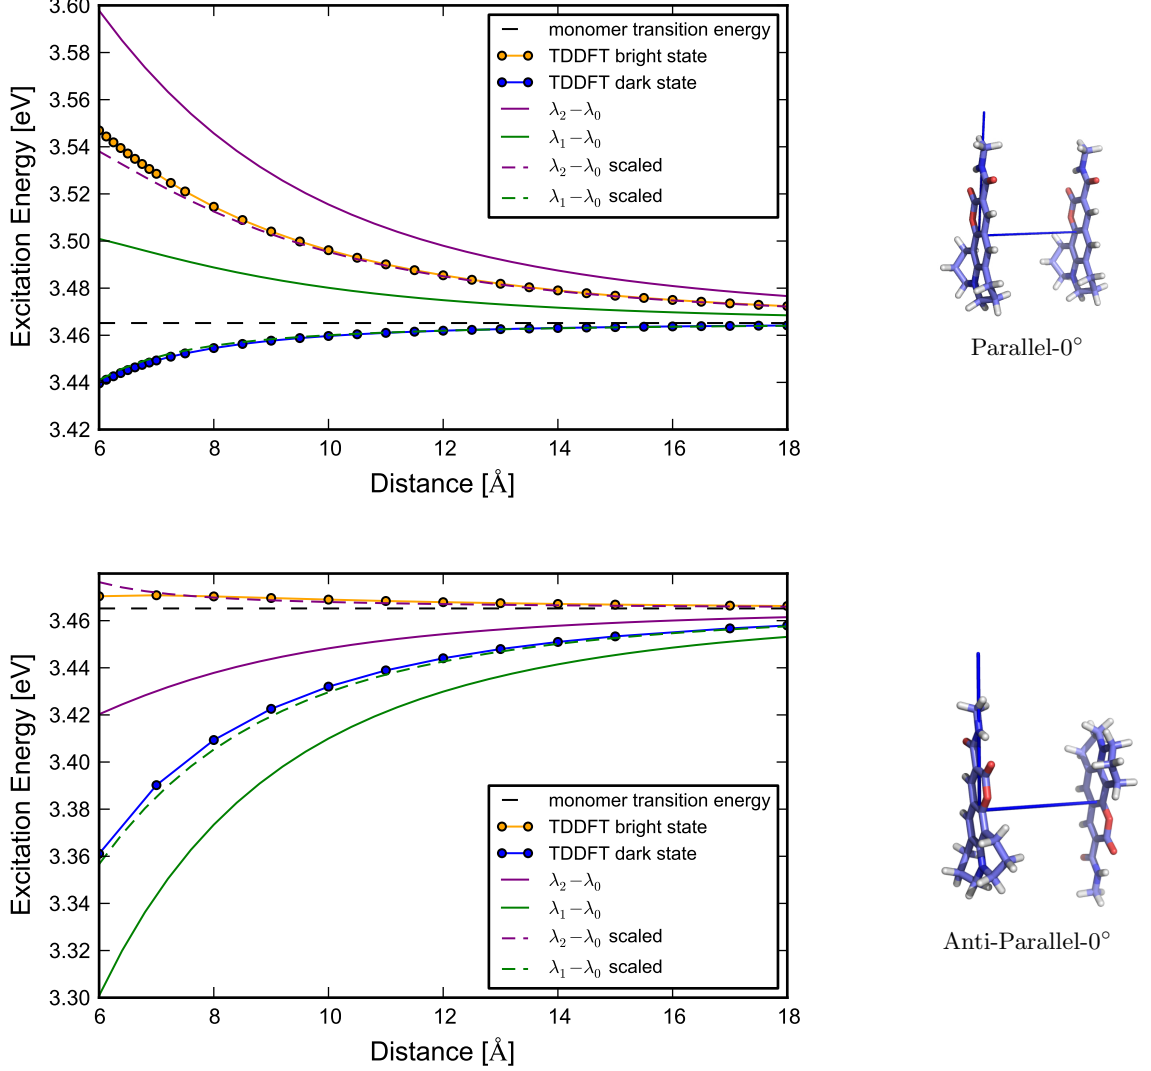 3.60
3.58
3.56
3.54
3.52
3.50
3.48
3.46
3.44
3.42
Excitation Energy [eV]
6 8 10 12 14 16 18
Distance [Å]
monomer transition energy
TDDFT bright state
TDDFT dark state
λ₂−λ₀
λ₁−λ₀
λ₂−λ₀ scaled
λ₁−λ₀ scaled
Parallel-0°
3.46
3.44
3.42
3.40
3.38
3.36
3.34
3.32
3.30
Excitation Energy [eV]
6 8 10 12 14 16 18
Distance [Å]
monomer transition energy
TDDFT bright state
TDDFT dark state
λ₂−λ₀
λ₁−λ₀
λ₂−λ₀ scaled
λ₁−λ₀ scaled
Anti-Parallel-0°